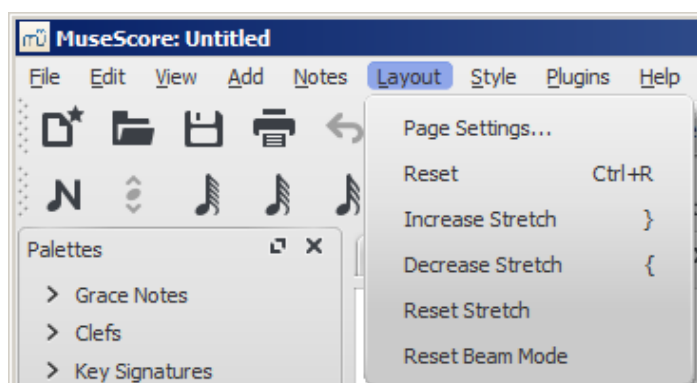 MuseScore: Untitled
File Edit View Add Notes Layout Style Plugins Help
Page Settings...
Reset Ctrl+R
Increase Stretch }
Decrease Stretch {
Reset Stretch
Reset Beam Mode
Palettes
Grace Notes
Clefs
Key Signatures